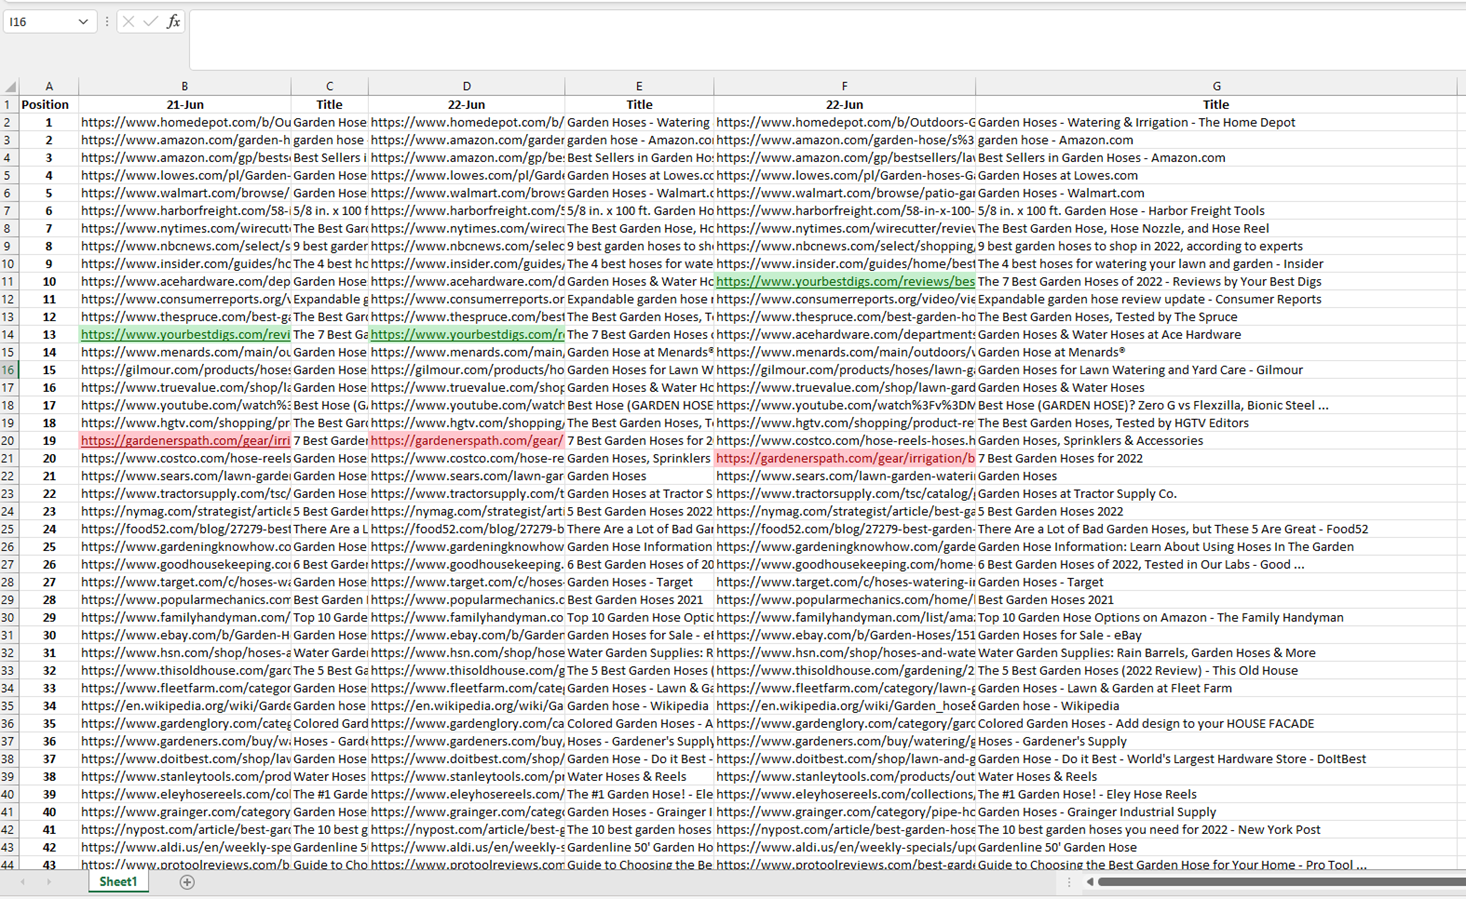 I16 fx
A B C D E F G
1 Position 21-Jun Title 22-Jun Title 22-Jun Title
2 1 https://www.homedepot.com/b/Ou Garden Hose https://www.homedepot.com/b/ Garden Hoses - Watering https://www.homedepot.com/b/Outdoors-G Garden Hoses - Watering & Irrigation - The Home Depot
3 2 https://www.amazon.com/garden-h garden hose https://www.amazon.com/garde garden hose - Amazon.co https://www.amazon.com/garden-hose/s%3 garden hose - Amazon.com
4 3 https://www.amazon.com/gp/bests Best Sellers i https://www.amazon.com/gp/be Best Sellers in Garden Ho https://www.amazon.com/gp/bestsellers/la Best Sellers in Garden Hoses - Amazon.com
5 4 https://www.lowes.com/pl/Garden- Garden Hose https://www.lowes.com/pl/Gard Garden Hoses at Lowes.c https://www.lowes.com/pl/Garden-hoses-G Garden Hoses at Lowes.com
6 5 https://www.walmart.com/browse/ Garden Hose https://www.walmart.com/brow Garden Hoses - Walmart.c https://www.walmart.com/browse/patio-ga Garden Hoses - Walmart.com
7 6 https://www.harborfreight.com/58- 5/8 in. x 100 f https://www.harborfreight.com/5 5/8 in. x 100 ft. Garden Ho https://www.harborfreight.com/58-in-x-100- 5/8 in. x 100 ft. Garden Hose - Harbor Freight Tools
8 7 https://www.nytimes.com/wirecutt The Best Gar https://www.nytimes.com/wirec The Best Garden Hose, Ho https://www.nytimes.com/wirecutter/revie The Best Garden Hose, Hose Nozzle, and Hose Reel
9 8 https://www.nbcnews.com/select/s 9 best garder https://www.nbcnews.com/selec 9 best garden hoses to sh https://www.nbcnews.com/select/shopping, 9 best garden hoses to shop in 2022, according to experts
10 9 https://www.insider.com/guides/ho The 4 best ho https://www.insider.com/guides/ The 4 best hoses for wate https://www.insider.com/guides/home/best The 4 best hoses for watering your lawn and garden - Insider
11 10 https://www.acehardware.com/dep Garden Hose https://www.acehardware.com/d Garden Hoses & Water Ho https://www.yourbestdigs.com/reviews/bes The 7 Best Garden Hoses of 2022 - Reviews by Your Best Digs
12 11 https://www.consumerreports.org/v Expandable g https://www.consumerreports.or Expandable garden hose r https://www.consumerreports.org/video/vie Expandable garden hose review update - Consumer Reports
13 12 https://www.thespruce.com/best-ga The Best Gar https://www.thespruce.com/bes The Best Garden Hoses, T https://www.thespruce.com/best-garden-ho The Best Garden Hoses, Tested by The Spruce
14 13 https://www.yourbestdigs.com/revi The 7 Best Ga https://www.yourbestdigs.com/r The 7 Best Garden Hoses https://www.acehardware.com/departments The Garden Hoses & Water Hoses at Ace Hardware
15 14 https://www.menards.com/main/ou Garden Hose https://www.menards.com/main, Garden Hose at Menards® https://www.menards.com/main/outdoors/ Garden Hose at Menards®
16 15 https://gilmour.com/products/hoses Garden Hose https://gilmour.com/products/ho Garden Hoses for Lawn W https://gilmour.com/products/hoses/lawn-g Garden Hoses for Lawn Watering and Yard Care - Gilmour
17 16 https://www.truevalue.com/shop/la Garden Hose https://www.truevalue.com/shop Garden Hoses & Water Ho https://www.truevalue.com/shop/lawn-gard Garden Hoses & Water Hoses
18 17 https://www.youtube.com/watch%3 Best Hose (GA https://www.youtube.com/watch Best Hose (GARDEN HOSE https://www.youtube.com/watch%3Fv%3DM Best Hose (GARDEN HOSE)? Zero G vs Flexzilla, Bionic Steel ...
19 18 https://www.hgtv.com/shopping/pr The Best Gar https://www.hgtv.com/shopping/ The Best Garden Hoses, T https://www.hgtv.com/shopping/product-re The Best Garden Hoses, Tested by HGTV Editors
20 19 https://gardenerspath.com/gear/irri 7 Best Garder https://gardenerspath.com/gear/ 7 Best Garden Hoses for 2 https://www.costco.com/hose-reels-hoses.h Garden Hoses, Sprinklers & Accessories
21 20 https://www.costco.com/hose-reels Garden Hose https://www.costco.com/hose-re Garden Hoses, Sprinklers https://gardenerspath.com/gear/irrigation/b 7 Best Garden Hoses for 2022
22 21 https://www.sears.com/lawn-garde Garden Hose https://www.sears.com/lawn-gar Garden Hoses https://www.sears.com/lawn-garden-wateri Garden Hoses
23 22 https://www.tractorsupply.com/tsc/ Garden Hose https://www.tractorsupply.com/t Garden Hoses at Tractor S https://www.tractorsupply.com/tsc/catalog/ Garden Hoses at Tractor Supply Co.
24 23 https://nymag.com/strategist/article 5 Best Garder https://nymag.com/strategist/arti 5 Best Garden Hoses 2022 https://nymag.com/strategist/article/best-ga 5 Best Garden Hoses 2022
25 24 https://food52.com/blog/27279-best There Are a L https://food52.com/blog/27279-b There Are a Lot of Bad Gar https://food52.com/blog/27279-best-garden- There Are a Lot of Bad Garden Hoses, but These 5 Are Great - Food52
26 25 https://www.gardeningknowhow.co Garden Hose https://www.gardeningknowhow Garden Hose Information https://www.gardeningknowhow.com/garde Garden Hose Information: Learn About Using Hoses In The Garden
27 26 https://www.goodhousekeeping.co 6 Best Garder https://www.goodhousekeeping. 6 Best Garden Hoses of 20 https://www.goodhousekeeping.com/home- 6 Best Garden Hoses of 2022, Tested in Our Labs - Good ...
28 27 https://www.target.com/c/hoses-wa Garden Hose https://www.target.com/c/hoses- Garden Hoses - Target https://www.target.com/c/hoses-watering-i Garden Hoses - Target
29 28 https://www.popularmechanics.com Best Garden https://www.popularmechanics.c Best Garden Hoses 2021 https://www.popularmechanics.com/home/ Best Garden Hoses 2021
30 29 https://www.familyhandyman.com/ Top 10 Garde https://www.familyhandyman.co Top 10 Garden Hose Optic https://www.familyhandyman.com/list/ama Top 10 Garden Hose Options on Amazon - The Family Handyman
31 30 https://www.ebay.com/b/Garden-H Garden Hose https://www.ebay.com/b/Garden Garden Hoses for Sale - eB https://www.ebay.com/b/Garden-Hoses/151 Garden Hoses for Sale - eBay
32 31 https://www.hsn.com/shop/hoses-a Water Garder https://www.hsn.com/shop/hose Water Garden Supplies: R https://www.hsn.com/shop/hoses-and-wate Water Garden Supplies: Rain Barrels, Garden Hoses & More
33 32 https://www.thisoldhouse.com/gar The 5 Best Ga https://www.thisoldhouse.com/g The 5 Best Garden Hoses ( https://www.thisoldhouse.com/gardening/2 The 5 Best Garden Hoses (2022 Review) - This Old House
34 33 https://www.fleetfarm.com/categor Garden Hose https://www.fleetfarm.com/cate Garden Hoses - Lawn & Ga https://www.fleetfarm.com/category/lawn-g Garden Hoses - Lawn & Garden at Fleet Farm
35 34 https://en.wikipedia.org/wiki/Garde Garden hose https://en.wikipedia.org/wiki/Ga Garden hose - Wikipedia https://en.wikipedia.org/wiki/Garden_hose& Garden hose - Wikipedia
36 35 https://www.gardenglory.com/cate Colored Gard https://www.gardenglory.com/ca Colored Garden Hoses - A https://www.gardenglory.com/category/gar Colored Garden Hoses - Add design to your HOUSE FACADE
37 36 https://www.gardeners.com/buy/wa Hoses - Garde https://www.gardeners.com/buy, Hoses - Gardener's Supply https://www.gardeners.com/buy/watering/g Hoses - Gardener's Supply
38 37 https://www.doitbest.com/shop/la Garden Hose https://www.doitbest.com/shop/ Garden Hose - Do it Best - https://www.doitbest.com/shop/lawn-and-g Garden Hose - Do it Best - World's Largest Hardware Store - DoItBest
39 38 https://www.stanleytools.com/prod Water Hoses https://www.stanleytools.com/p Water Hoses & Reels https://www.stanleytools.com/products/out Water Hoses & Reels
40 39 https://www.eleyhosereels.com/co The #1 Garde https://www.eleyhosereels.com/ The #1 Garden Hose! - Ele https://www.eleyhosereels.com/collections, The #1 Garden Hose! - Eley Hose Reels
41 40 https://www.grainger.com/category Garden Hose https://www.grainger.com/categ Garden Hoses - Grainger I https://www.grainger.com/category/pipe-ho Garden Hoses - Grainger Industrial Supply
42 41 https://nypost.com/article/best-gar The 10 best g https://nypost.com/article/best-g The 10 best garden hoses https://nypost.com/article/best-garden-hose The 10 best garden hoses you need for 2022 - New York Post
43 42 https://www.aldi.us/en/weekly-spe Gardenline 5 https://www.aldi.us/en/weekly-s Gardenline 50' Garden Ho https://www.aldi.us/en/weekly-specials/up Gardenline 50' Garden Hose
44 43 https://www.protoolreviews.com/b Guide to Cho https://www.protoolreviews.com Guide to Choosing the Be https://www.protoolreviews.com/best-garde Guide to Choosing the Best Garden Hose for Your Home - Pro Tool ...
Sheet1